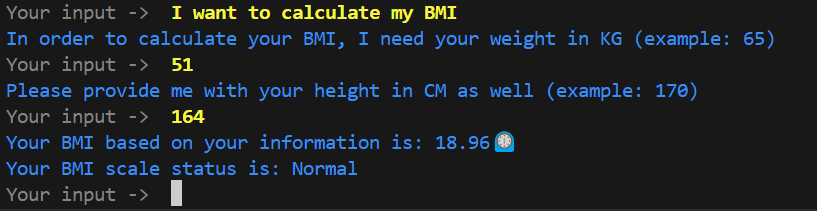 Your input ->  I want to calculate my BMI
In order to calculate your BMI, I need your weight in KG (example: 65)
Your input ->  51
Please provide me with your height in CM as well (example: 170)
Your input ->  164
Your BMI based on your information is: 18.96
Your BMI scale status is: Normal
Your input ->